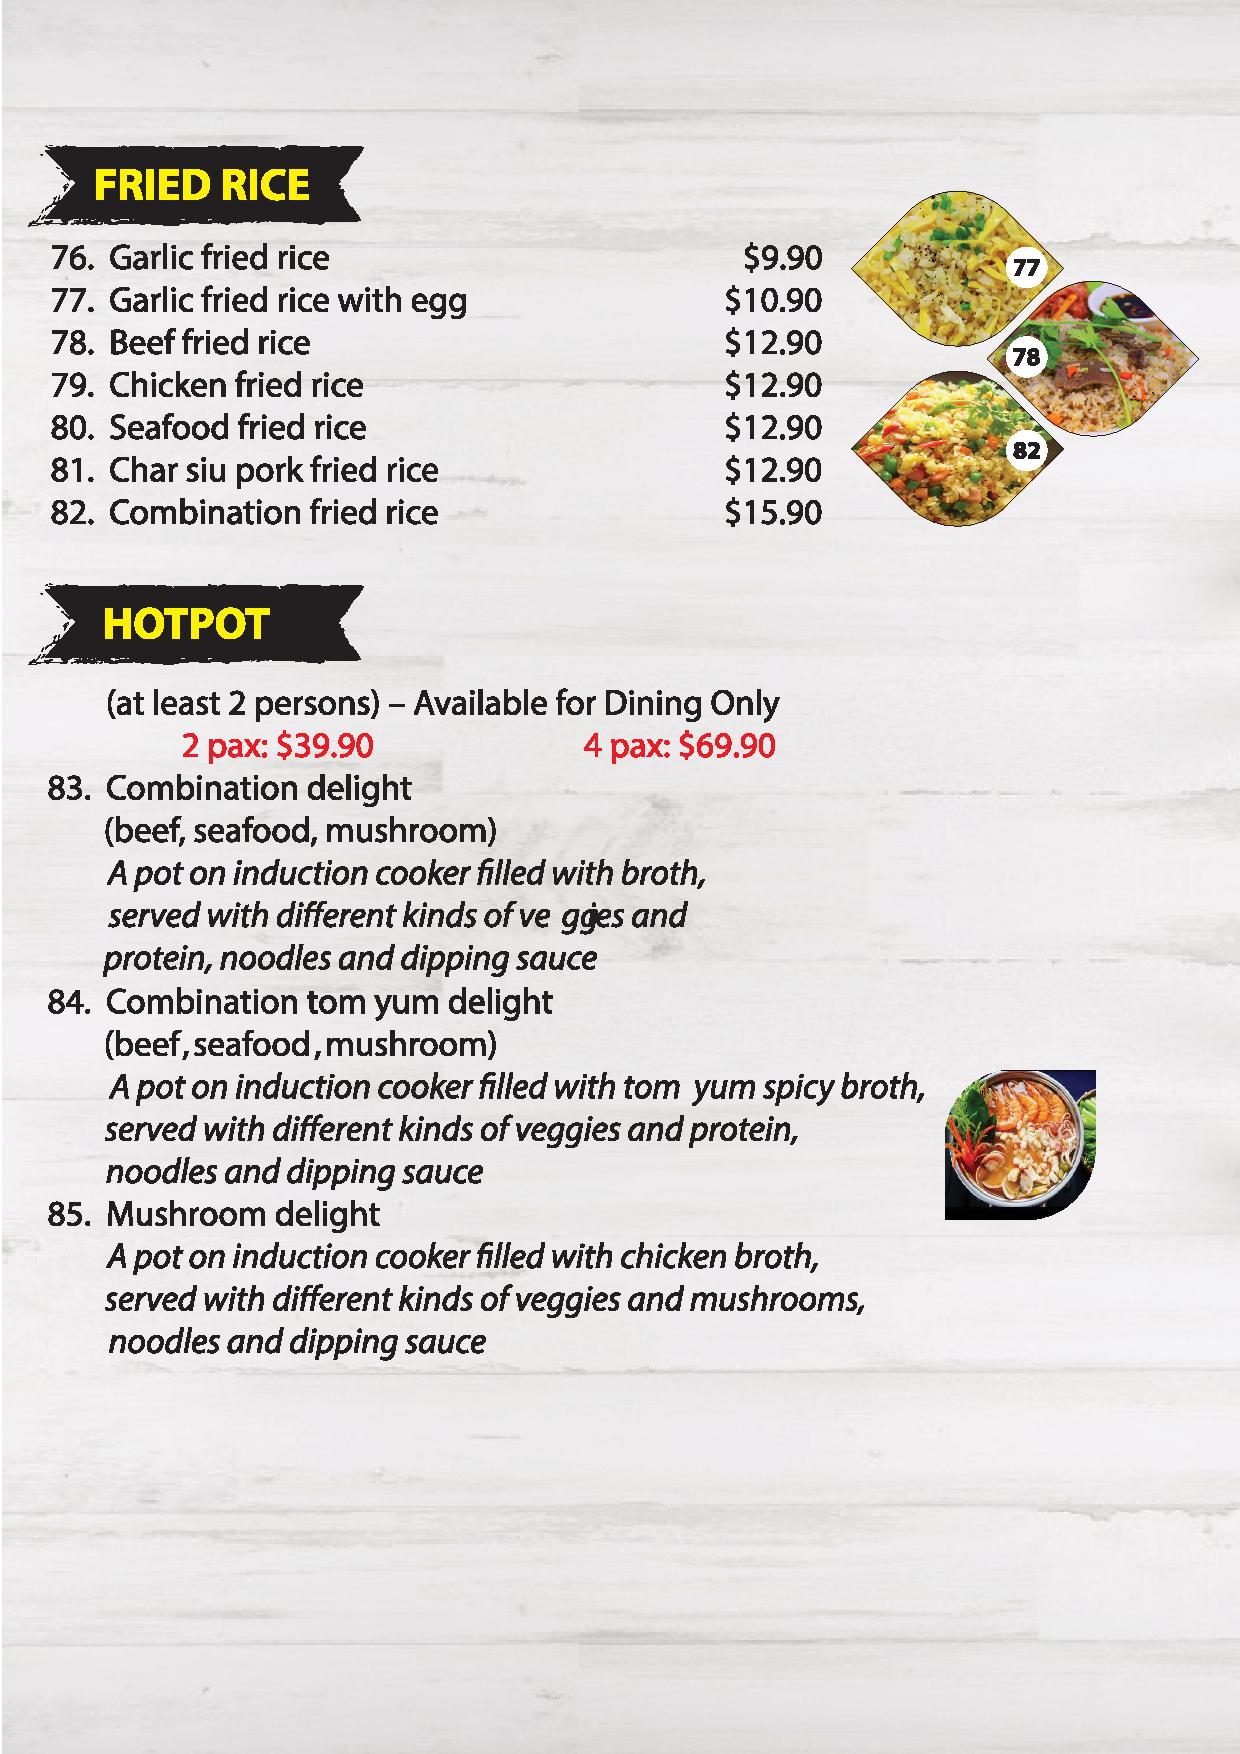 FRIED RICE
76. Garlic fried rice $9.90
77. Garlic fried rice with egg $10.90
78. Beef fried rice $12.90
79. Chicken fried rice $12.90
80. Seafood fried rice $12.90
81. Char siu pork fried rice $12.90
82. Combination fried rice $15.90
77
78
82
HOTPOT
(at least 2 persons) – Available for Dining Only
2 pax: $39.90 4 pax: $69.90
83. Combination delight
(beef, seafood, mushroom)
A pot on induction cooker filled with broth,
served with different kinds of ve ggies and
protein, noodles and dipping sauce
84. Combination tom yum delight
(beef, seafood, mushroom)
A pot on induction cooker filled with tom yum spicy broth,
served with different kinds of veggies and protein,
noodles and dipping sauce
85. Mushroom delight
A pot on induction cooker filled with chicken broth,
served with different kinds of veggies and mushrooms,
noodles and dipping sauce